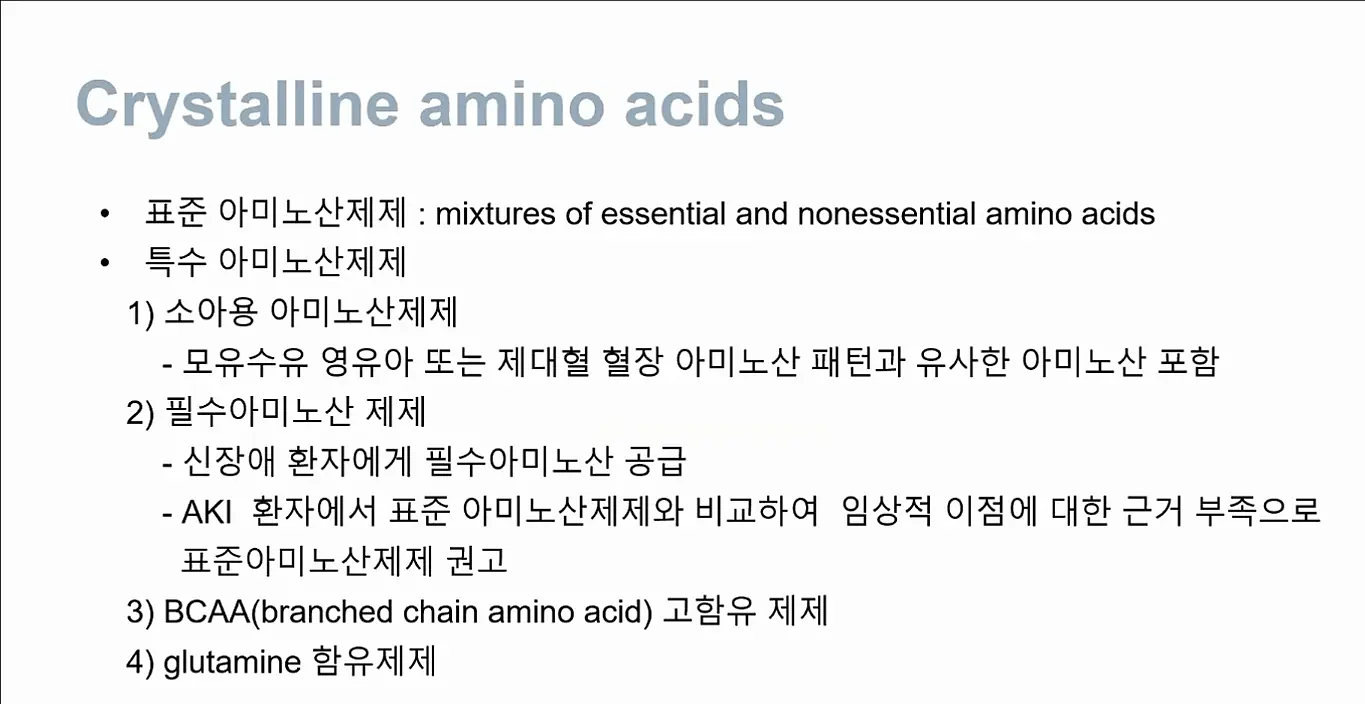 Crystalline amino acids
• 표준 아미노산제제 : mixtures of essential and nonessential amino acids
• 특수 아미노산제제
1) 소아용 아미노산제제
- 모유수유 영유아 또는 제대혈 혈장 아미노산 패턴과 유사한 아미노산 포함
2) 필수아미노산 제제
- 신장애 환자에게 필수아미노산 공급
- AKI 환자에서 표준 아미노산제제와 비교하여 임상적 이점에 대한 근거 부족으로
표준아미노산제제 권고
3) BCAA(branched chain amino acid) 고함유 제제
4) glutamine 함유제제